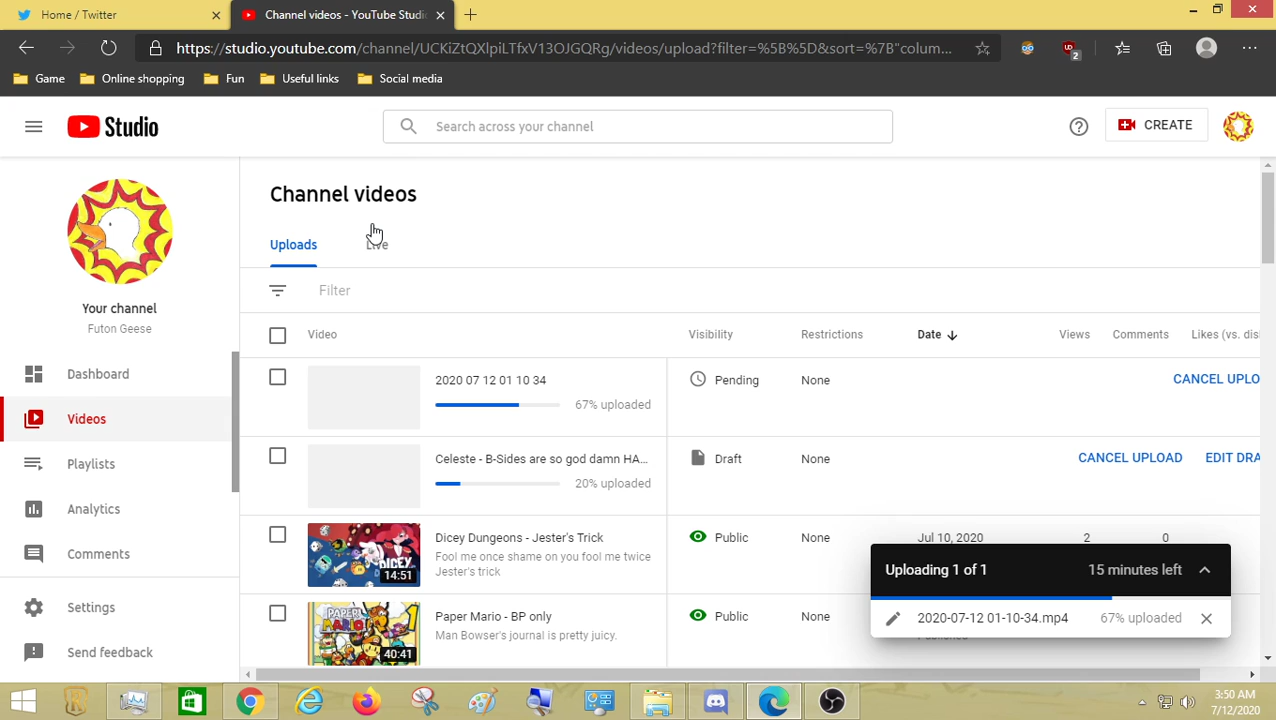 Home / Twitter
Channel videos - YouTube Studi
https://studio.youtube.com/channel/UCKiZtQXlpiLTfxV13OJGQRg/videos/upload?filter=%5B%5D&sort=%7B"colum...
2
Game
Online shopping
Fun
Useful links
Social media
Studio
Search across your channel
CREATE
Your channel
Futon Geese
Dashboard
Videos
Playlists
Analytics
Comments
Settings
Send feedback
Channel videos
Uploads
Live
Filter
Video
Visibility
Restrictions
Date
Views
Comments
Likes (vs. dis
2020 07 12 01 10 34
67% uploaded
Pending
None
CANCEL UPLO
Celeste - B-Sides are so god damn HA...
20% uploaded
Draft
None
CANCEL UPLOAD
EDIT DRA
Dicey Dungeons - Jester's Trick
Fool me once shame on you fool me twice
Jester's trick
DICEY
14:51
Public
None
Jul 10, 2020
2
0
Paper Mario - BP only
Man Bowser's journal is pretty juicy.
40:41
Public
None
Uploading 1 of 1
15 minutes left
2020-07-12 01-10-34.mp4
67% uploaded
3:50 AM
7/12/2020